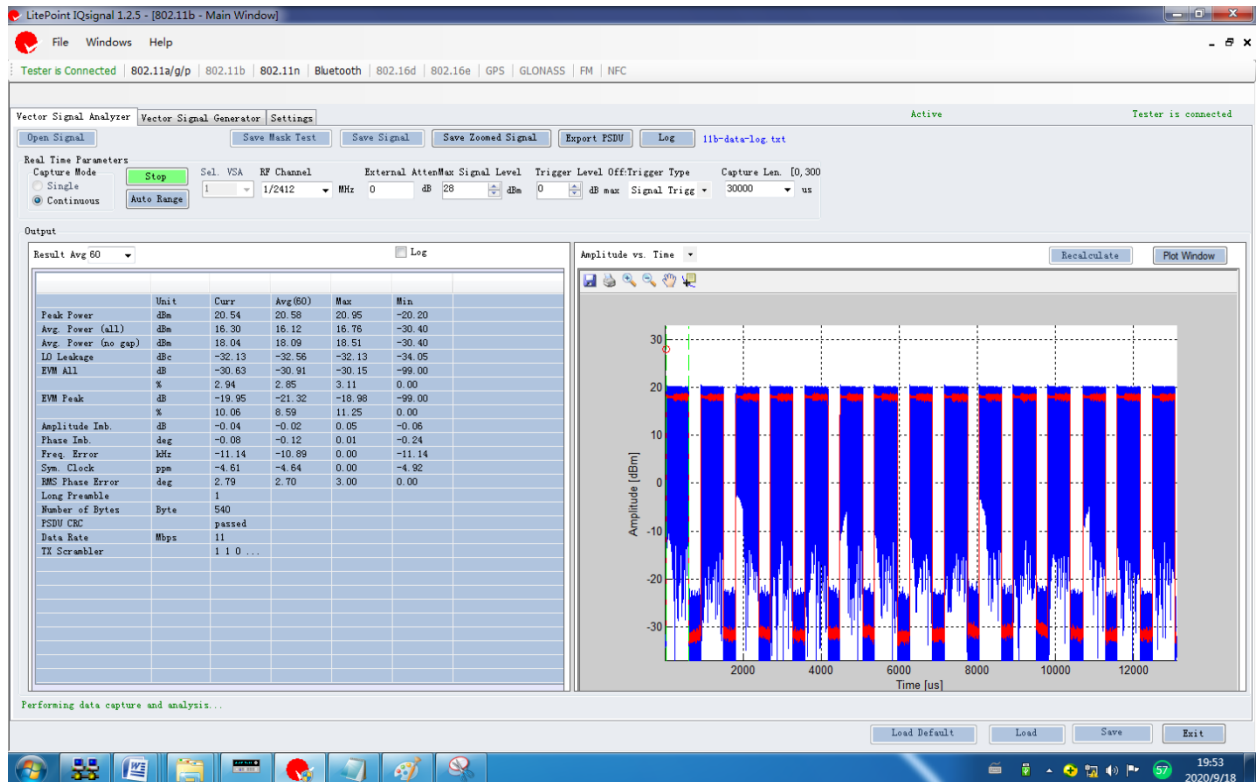 LitePoint IQsignal 1.2.5 - [802.11b - Main Window]
File Windows Help
Tester is Connected 802.11a/g/p 802.11b 802.11n Bluetooth 802.16d 802.16e GPS GLONASS FM NFC
Active Tester is connected
Vector Signal Analyzer Vector Signal Generator Settings
Open Signal Save Mask Test Save Signal Save Zoomed Signal Export PSDU Log 11b-data-log.txt
Real Time Parameters
Capture Mode Sel. VSA RF Channel External Atten Max Signal Level Trigger Level Off: Trigger Type Capture Len. [0,300
Single Stop 1 1/2412 MHz 0 dB 28 dBm 0 dB max Signal Trigg 30000 us
Continuous Auto Range
Output
Result Avg 60 Log Amplitude vs. Time Recalculate Plot Window
Unit Curr Avg(60) Max Min
Peak Power dBm 20.54 20.58 20.95 -20.20
Avg. Power (all) dBm 16.30 16.12 16.76 -30.40
Avg. Power (no gap) dBm 18.04 18.09 18.51 -30.40
LO Leakage dBc -32.13 -32.56 -32.13 -34.05
EVM All dB -30.63 -30.91 -30.15 -99.00
% 2.94 2.85 3.11 0.00
EVM Peak dB -19.95 -21.32 -18.98 -99.00
% 10.06 8.59 11.25 0.00
Amplitude Imb. dB -0.04 -0.02 0.05 -0.06
Phase Imb. deg -0.08 -0.12 0.01 -0.24
Freq. Error kHz -11.14 -10.89 0.00 -11.14
Sym. Clock ppm -4.61 -4.64 0.00 -4.92
RMS Phase Error deg 2.79 2.70 3.00 0.00
Long Preamble 1
Number of Bytes Byte 540
PSDU CRC passed
Data Rate Mbps 11
TX Scrambler 1 1 0 ...
Amplitude [dBm]
30
20
10
0
-10
-20
-30
2000 4000 6000 8000 10000 12000
Time [us]
Performing data capture and analysis...
Load Default Load Save Exit
57
19:53
2020/9/18